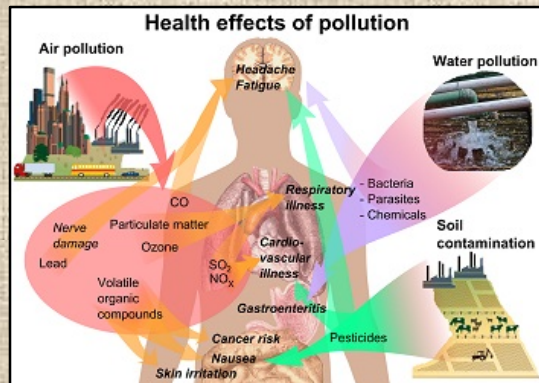 Health effects of pollution
Air pollution
Headache
Fatigue
Water pollution
CO
Particulate matter
Ozone
Nerve
damage
Lead
SO2
NOX
Volatile
organic
compounds
Respiratory
illness
Cardio-
vascular
illness
- Bacteria
- Parasites
- Chemicals
Soil
contamination
Gastroenteritis
Pesticides
Cancer risk
Nausea
Skin irritation